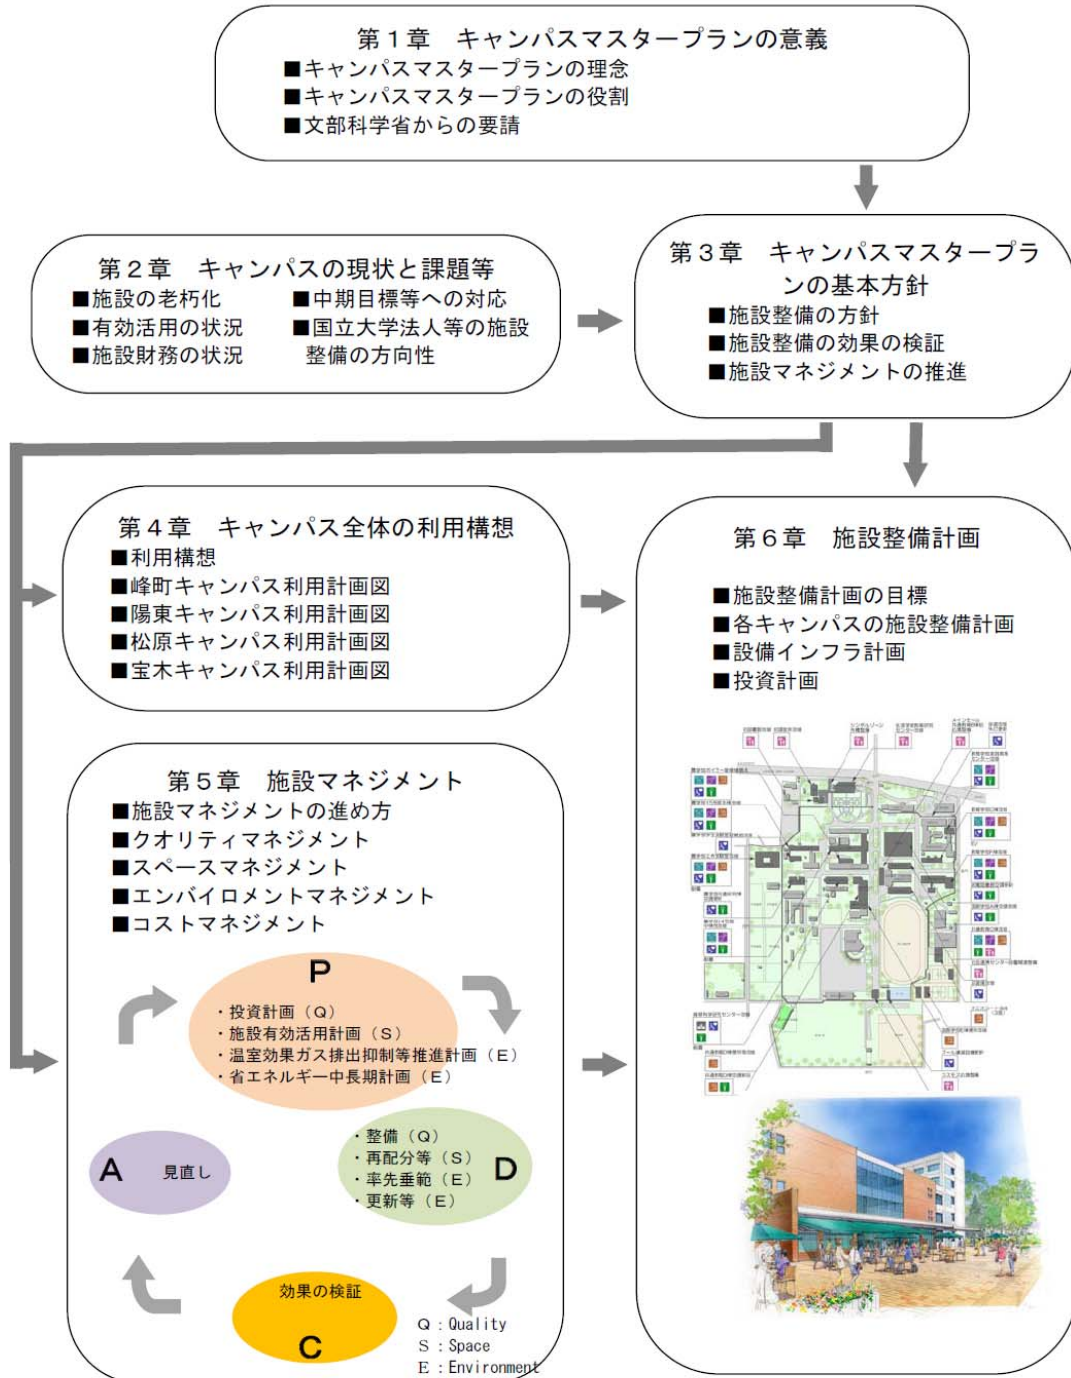 第１章　キャンパスマスタープランの意義
■キャンパスマスタープランの理念
■キャンパスマスタープランの役割
■文部科学省からの要請
第２章　キャンパスの現状と課題等
■施設の老朽化
■有効活用の状況
■施設財務の状況
■中期目標等への対応
■国立大学法人等の施設
整備の方向性
第３章　キャンパスマスタープラ
ンの基本方針
■施設整備の方針
■施設整備の効果の検証
■施設マネジメントの推進
第４章　キャンパス全体の利用構想
■利用構想
■峰町キャンパス利用計画図
■陽東キャンパス利用計画図
■松原キャンパス利用計画図
■宝木キャンパス利用計画図
第５章　施設マネジメント
■施設マネジメントの進め方
■クオリティマネジメント
■スペースマネジメント
■エンバイロメントマネジメント
■コストマネジメント
P
・投資計画（Ｑ）
・施設有効活用計画（Ｓ）
・温室効果ガス排出抑制等推進計画（Ｅ）
・省エネルギー中長期計画（Ｅ）
・整備（Ｑ）
・再配分等（Ｓ）
・率先垂範（Ｅ）
・更新等（Ｅ）
D
A 見直し
効果の検証
C
Ｑ：Quality
Ｓ：Space
Ｅ：Environment
第６章　施設整備計画
■施設整備計画の目標
■各キャンパスの施設整備計画
■設備インフラ計画
■投資計画